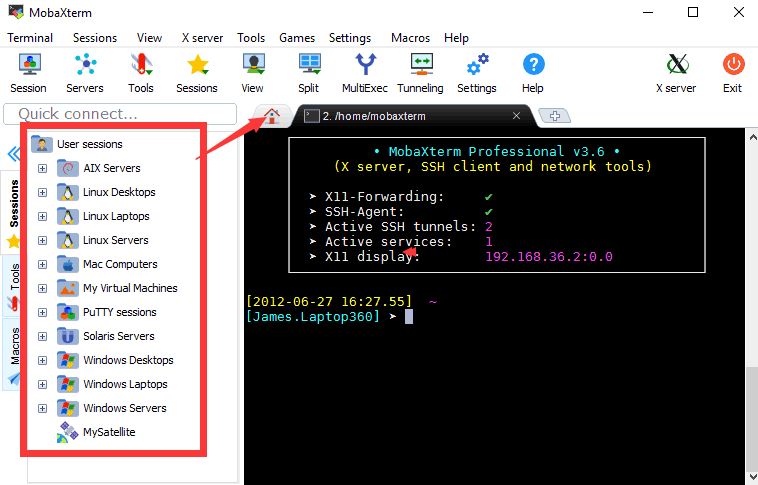 MobaXterm
Terminal Sessions View X server Tools Games Settings Macros Help
Session Servers Tools Sessions View Split MultiExec Tunneling Settings Help X server Exit
Quick connect...
2. /home/mobaxterm
User sessions
AIX Servers
Linux Desktops
Linux Laptops
Linux Servers
Mac Computers
My Virtual Machines
PuTTY sessions
Solaris Servers
Windows Desktops
Windows Laptops
Windows Servers
MySatellite
Sessions
Tools
Macros
• MobaXterm Professional v3.6 •
(X server, SSH client and network tools)
➤ X11-Forwarding: ✔
➤ SSH-Agent: ✔
➤ Active SSH tunnels: 2
➤ Active services: 1
➤ X11 display: 192.168.36.2:0.0
[2012-06-27 16:27.55] ~
[James.Laptop360] ➤